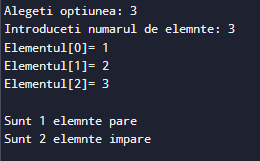 Alegeti optiunea: 3
Introduceti numarul de elemnte: 3
Elementul[0]= 1
Elementul[1]= 2
Elementul[2]= 3
Sunt 1 elemnte pare
Sunt 2 elemnte impare